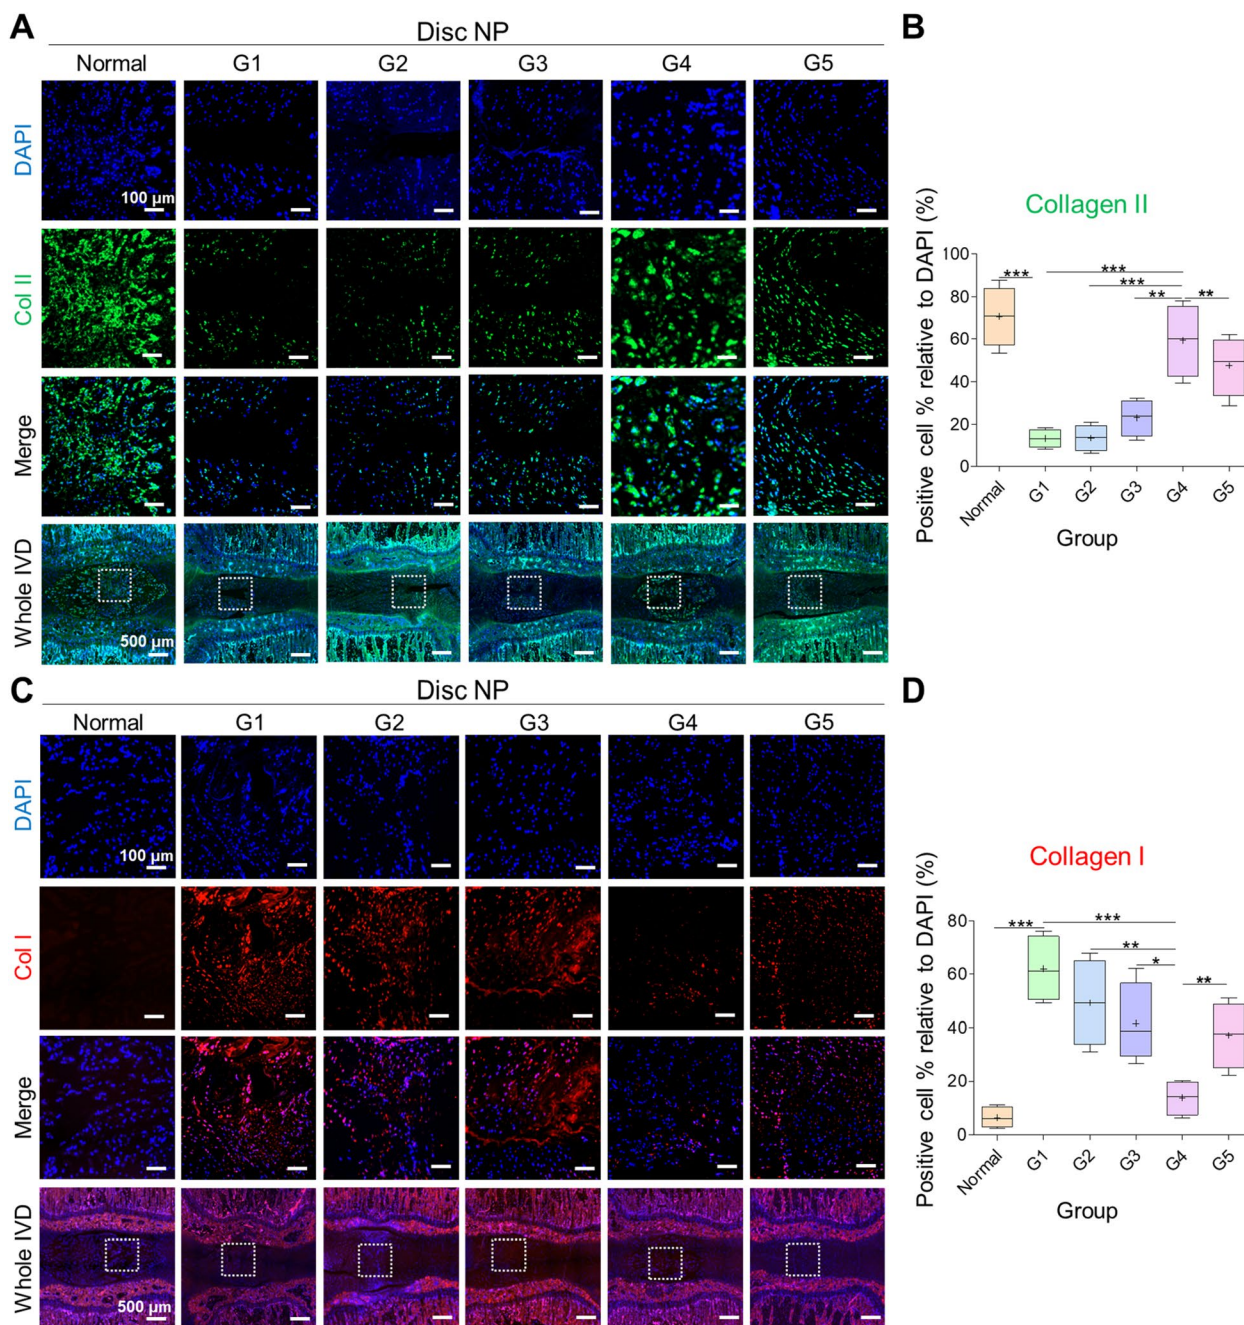 A
Disc NP
Normal G1 G2 G3 G4 G5
DAPI
100 µm
Col II
Merge
Whole IVD
500 µm
B
Collagen II
Positive cell % relative to DAPI (%)
100
80
60
40
20
0
***
***
***
**
**
Normal G1 G2 G3 G4 G5
Group
C
Disc NP
Normal G1 G2 G3 G4 G5
DAPI
100 µm
Col I
Merge
Whole IVD
500 µm
D
Collagen I
Positive cell % relative to DAPI (%)
80
60
40
20
0
***
***
**
*
**
Normal G1 G2 G3 G4 G5
Group